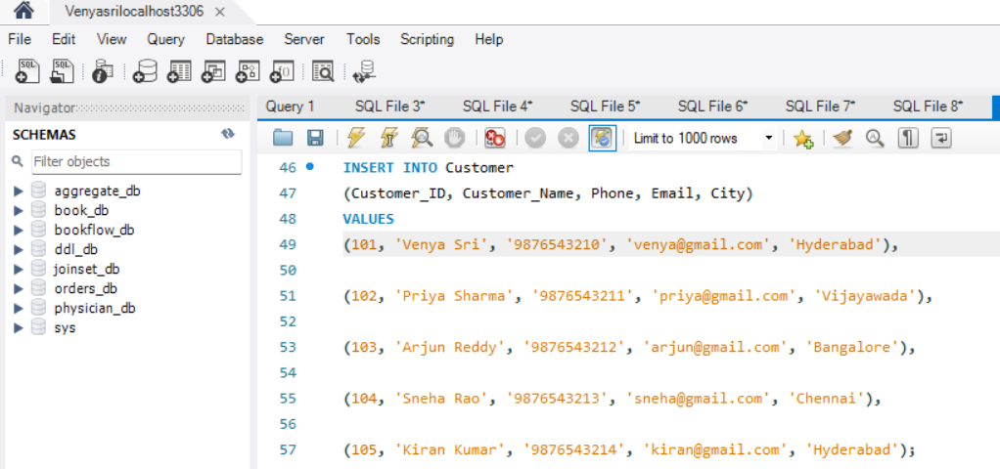 Venyasrilocalhost3306 ×
File Edit View Query Database Server Tools Scripting Help
SQL SQL
Navigator
Query 1 SQL File 3* SQL File 4* SQL File 5* SQL File 6* SQL File 7* SQL File 8*
SCHEMAS
Limit to 1000 rows
Filter objects
aggregate_db
book_db
bookflow_db
ddl_db
joinset_db
orders_db
physician_db
sys
46 INSERT INTO Customer
47 (Customer_ID, Customer_Name, Phone, Email, City)
48 VALUES
49 (101, 'Venya Sri', '9876543210', 'venya@gmail.com', 'Hyderabad'),
50
51 (102, 'Priya Sharma', '9876543211', 'priya@gmail.com', 'Vijayawada'),
52
53 (103, 'Arjun Reddy', '9876543212', 'arjun@gmail.com', 'Bangalore'),
54
55 (104, 'Sneha Rao', '9876543213', 'sneha@gmail.com', 'Chennai'),
56
57 (105, 'Kiran Kumar', '9876543214', 'kiran@gmail.com', 'Hyderabad');